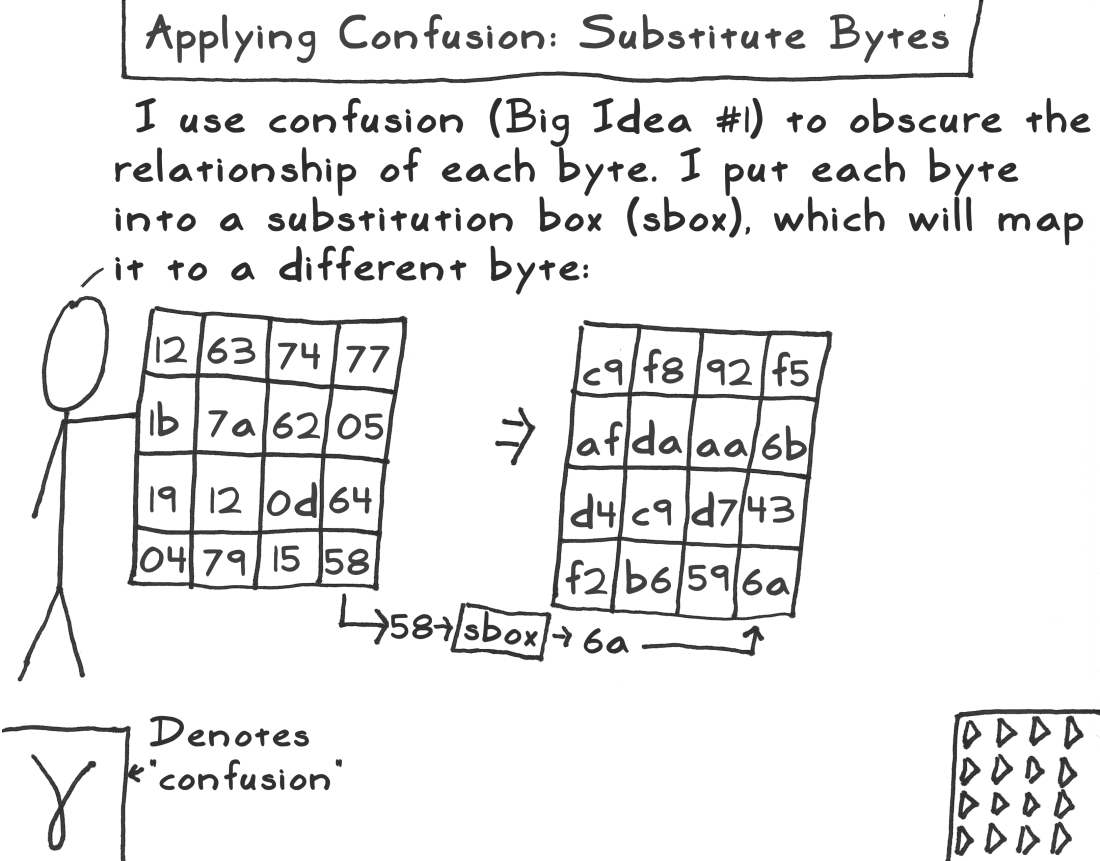 Applying Confusion: Substitute Bytes
I use confusion (Big Idea #1) to obscure the
relationship of each byte. I put each byte
into a substitution box (sbox), which will map
it to a different byte:
12 63 74 77
1b 7a 62 05
19 12 0d 64
04 79 15 58
⇒
c9 f8 92 f5
af da aa 6b
d4 c9 d7 43
f2 b6 59 6a
58→sbox→6a
γ
Denotes
"confusion"